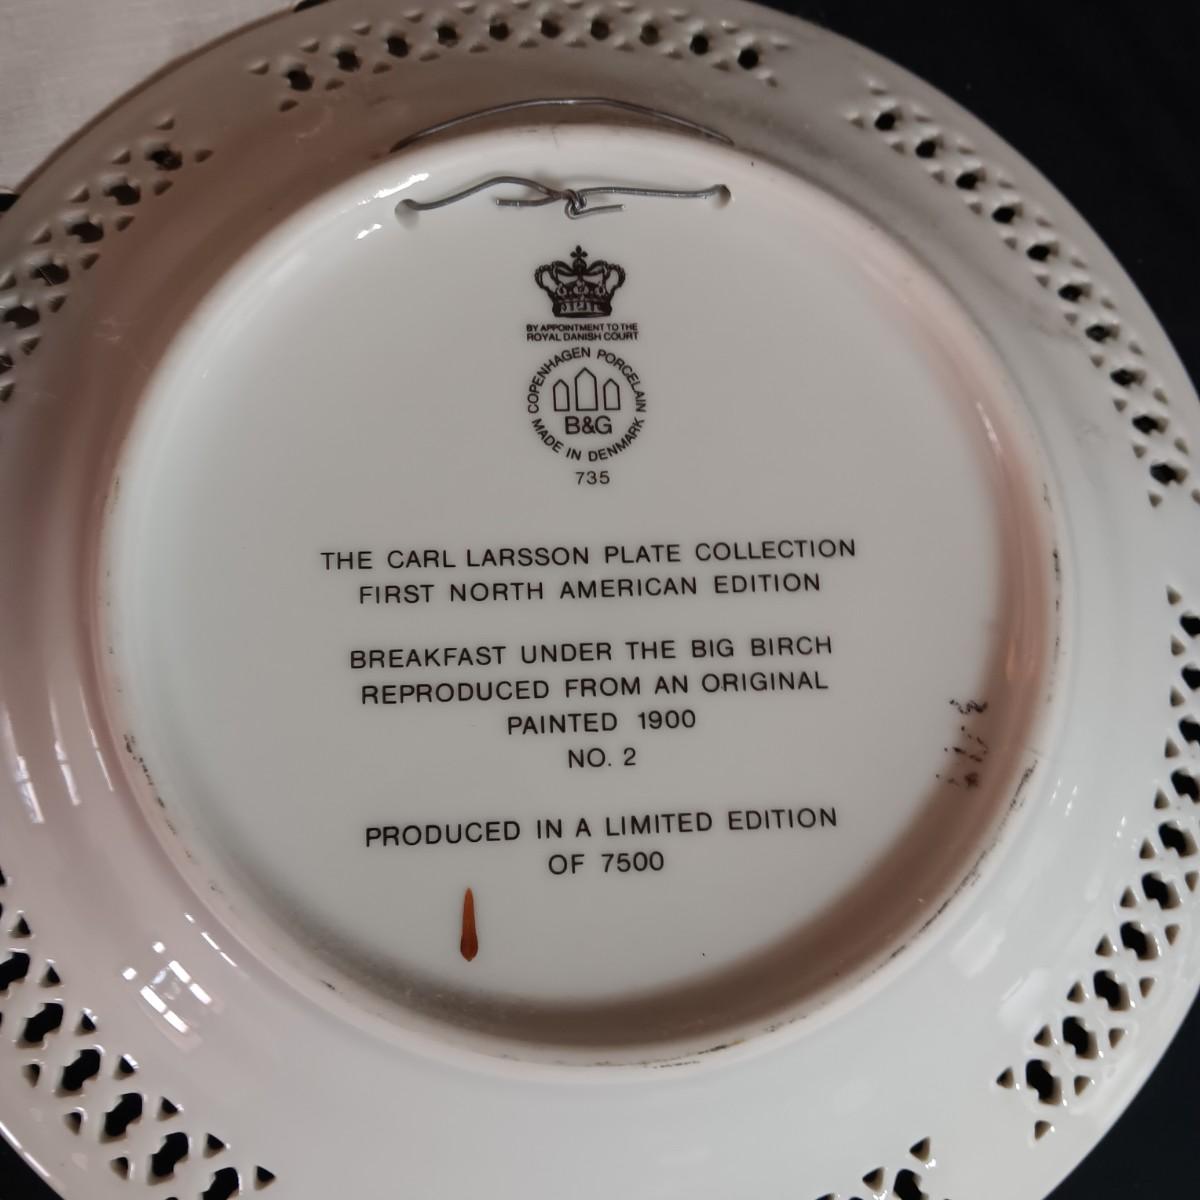 BY APPOINTMENT TO THE
ROYAL DANISH COURT
COPENHAGEN PORCELAIN
B&G
MADE IN DENMARK
735
THE CARL LARSSON PLATE COLLECTION
FIRST NORTH AMERICAN EDITION
BREAKFAST UNDER THE BIG BIRCH
REPRODUCED FROM AN ORIGINAL
PAINTED 1900
NO. 2
PRODUCED IN A LIMITED EDITION
OF 7500